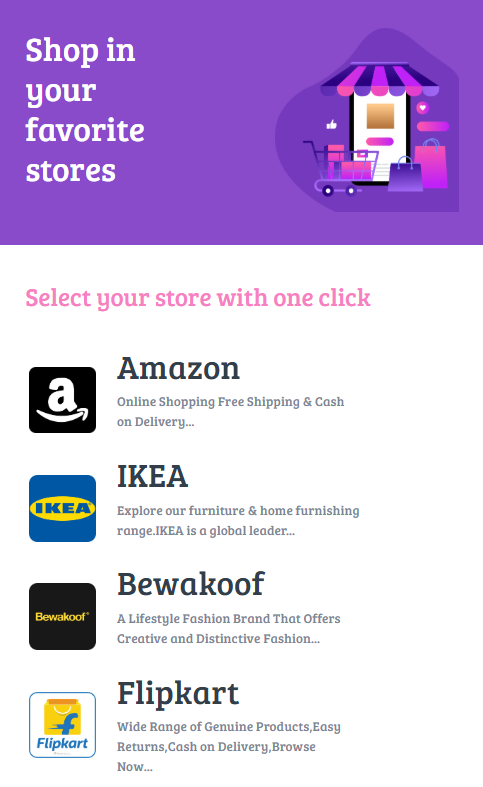 Shop in
your
favorite
stores
Select your store with one click
Amazon
Online Shopping Free Shipping & Cash
on Delivery...
a
IKEA
Explore our furniture & home furnishing
range.IKEA is a global leader...
IKEA
Bewakoof
A Lifestyle Fashion Brand That Offers
Creative and Distinctive Fashion...
Bewakoof®
Flipkart
Wide Range of Genuine Products,Easy
Returns,Cash on Delivery,Browse
Now...
f
Flipkart